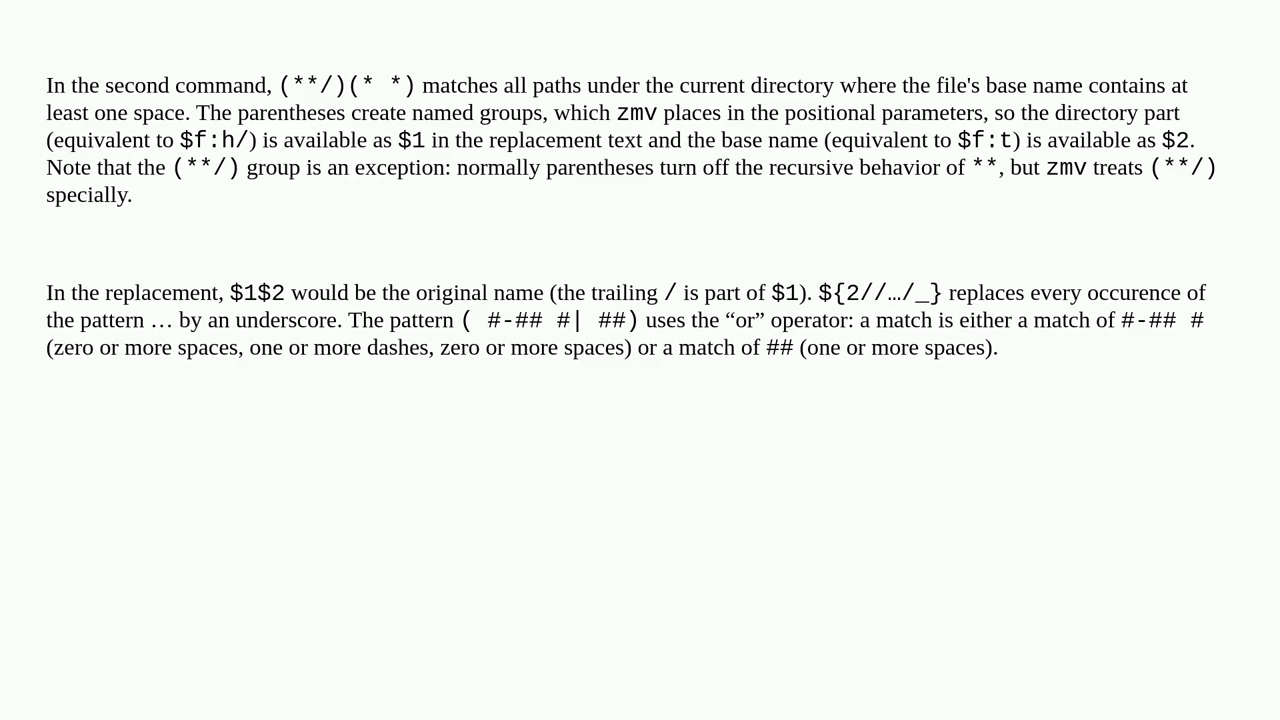 In the second command, (**/)(* *) matches all paths under the current directory where the file's base name contains at
least one space. The parentheses create named groups, which zmv places in the positional parameters, so the directory part
(equivalent to $f:h/) is available as $1 in the replacement text and the base name (equivalent to $f:t) is available as $2.
Note that the (**/) group is an exception: normally parentheses turn off the recursive behavior of **, but zmv treats (**/)
specially.
In the replacement, $1$2 would be the original name (the trailing / is part of $1). ${2//…/_} replaces every occurence of
the pattern … by an underscore. The pattern ( #-## #| ##) uses the “or” operator: a match is either a match of #-## #
(zero or more spaces, one or more dashes, zero or more spaces) or a match of ## (one or more spaces).